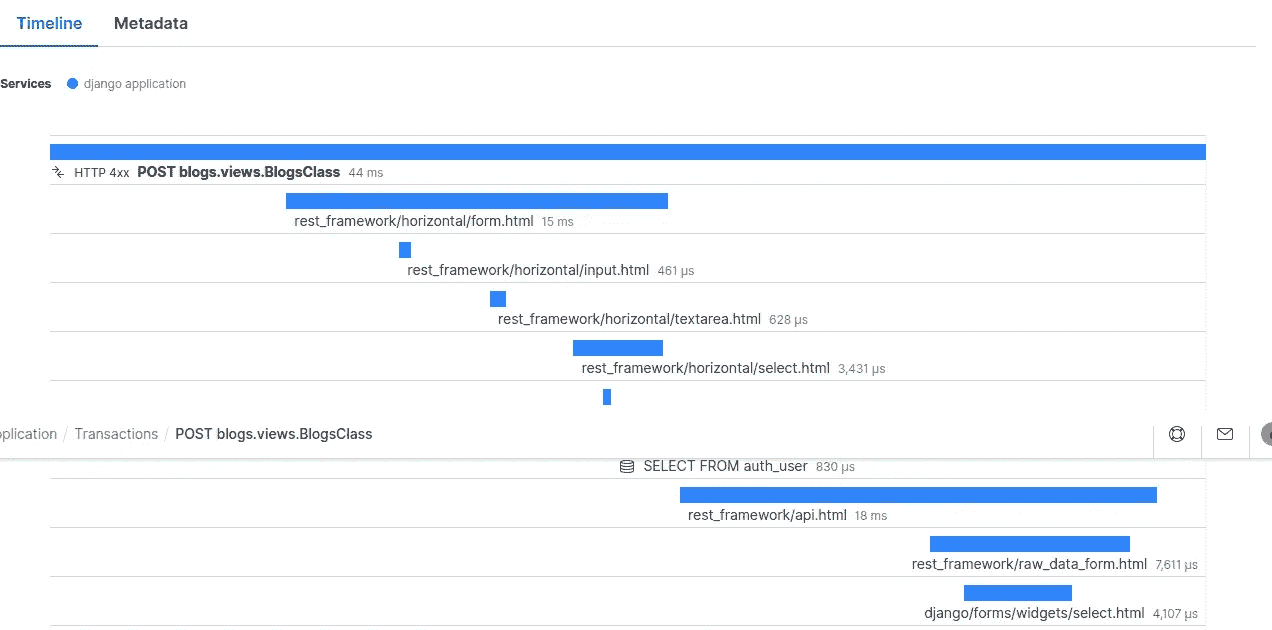 Timeline Metadata
Services django application
HTTP 4xx POST blogs.views.BlogsClass 44 ms
rest_framework/horizontal/form.html 15 ms
rest_framework/horizontal/input.html 461 μs
rest_framework/horizontal/textarea.html 628 μs
rest_framework/horizontal/select.html 3,431 μs
plication / Transactions / POST blogs.views.BlogsClass
SELECT FROM auth_user 830 μs
rest_framework/api.html 18 ms
rest_framework/raw_data_form.html 7,611 μs
django/forms/widgets/select.html 4,107 μs